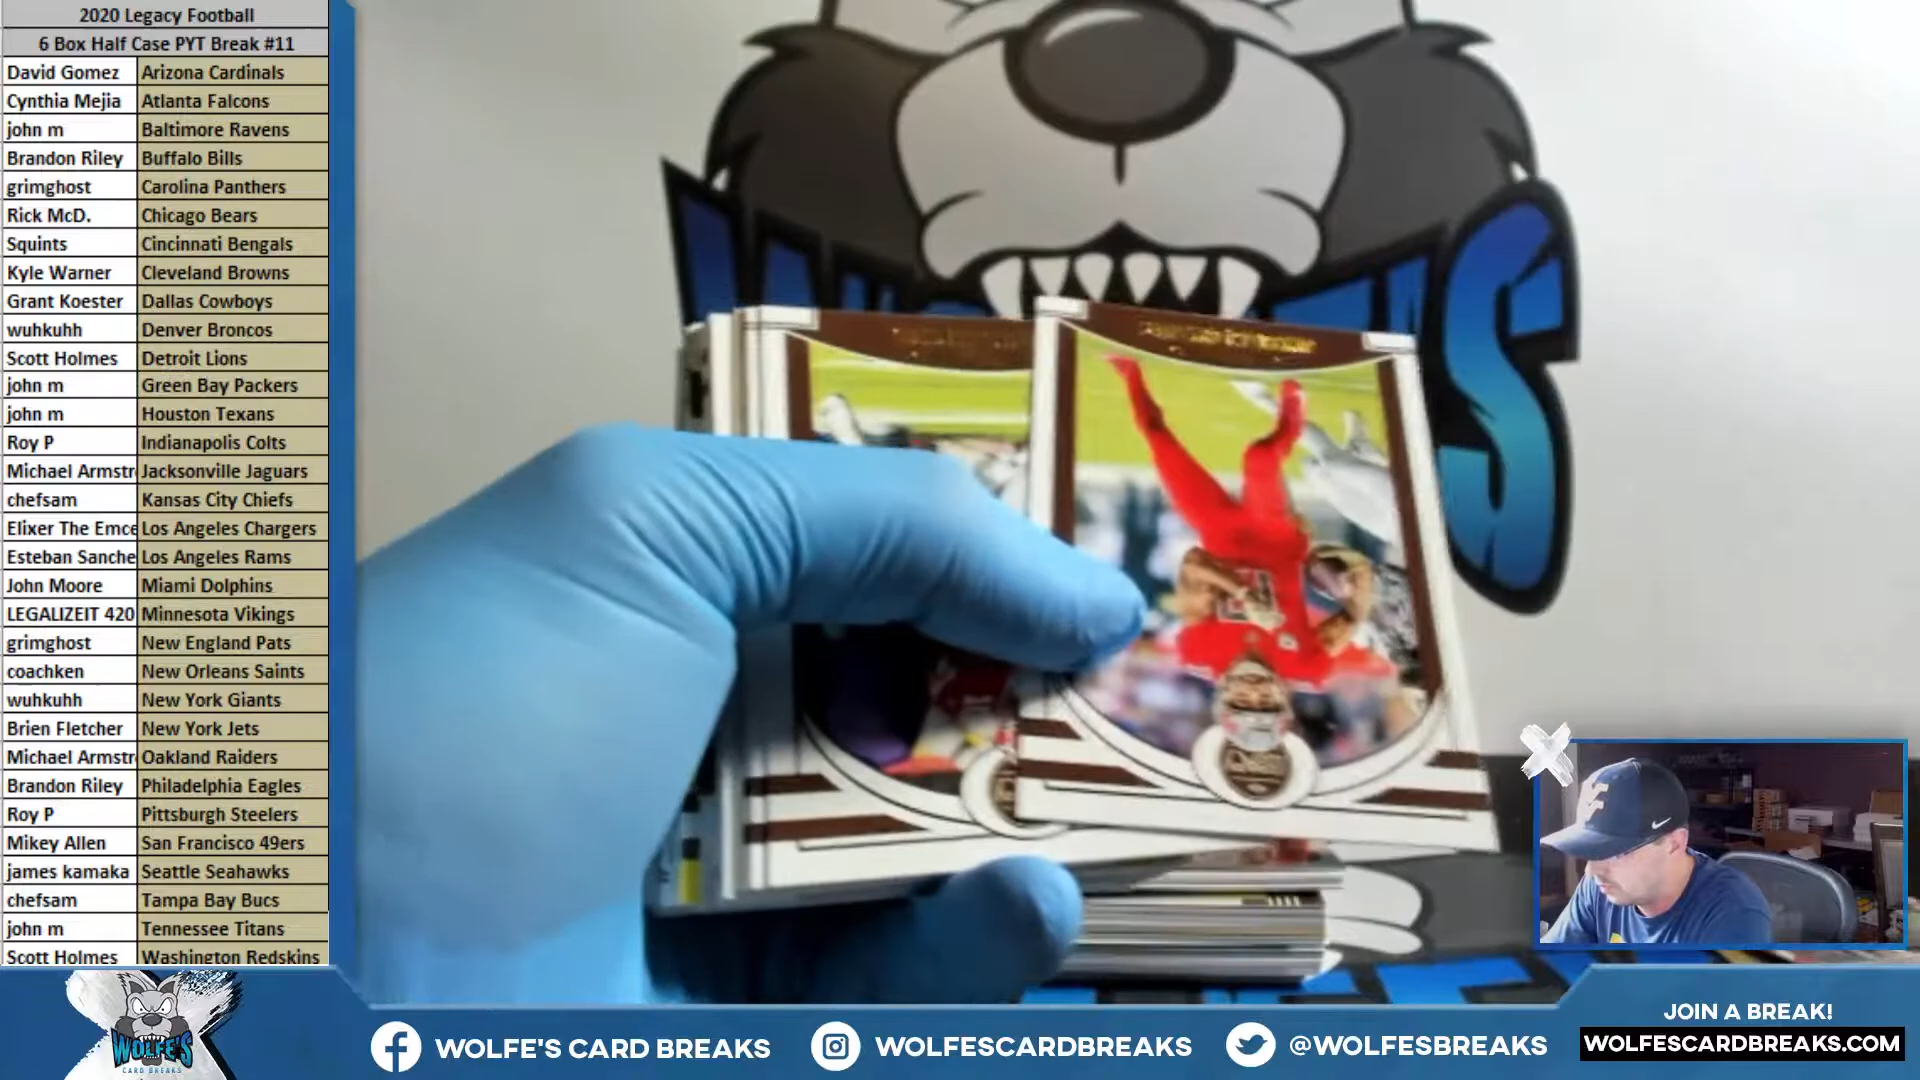 2020 Legacy Football
6 Box Half Case PYT Break #11
David Gomez Arizona Cardinals
Cynthia Mejia Atlanta Falcons
john m Baltimore Ravens
Brandon Riley Buffalo Bills
grimghost Carolina Panthers
Rick McD. Chicago Bears
Squints Cincinnati Bengals
Kyle Warner Cleveland Browns
Grant Koester Dallas Cowboys
wuhkuhh Denver Broncos
Scott Holmes Detroit Lions
john m Green Bay Packers
john m Houston Texans
Roy P Indianapolis Colts
Michael Armstr Jacksonville Jaguars
chefsam Kansas City Chiefs
Elixer The Emce Los Angeles Chargers
Esteban Sanche Los Angeles Rams
John Moore Miami Dolphins
LEGALIZEIT 420 Minnesota Vikings
grimghost New England Pats
coachken New Orleans Saints
wuhkuhh New York Giants
Brien Fletcher New York Jets
Michael Armstr Oakland Raiders
Brandon Riley Philadelphia Eagles
Roy P Pittsburgh Steelers
Mikey Allen San Francisco 49ers
james kamaka Seattle Seahawks
chefsam Tampa Bay Bucs
john m Tennessee Titans
Scott Holmes Washington Redskins
WOLFE'S
CARD BREAKS
WOLFE'S CARD BREAKS
WOLFESCARDBREAKS
@WOLFESBREAKS
JOIN A BREAK!
WOLFESCARDBREAKS.COM